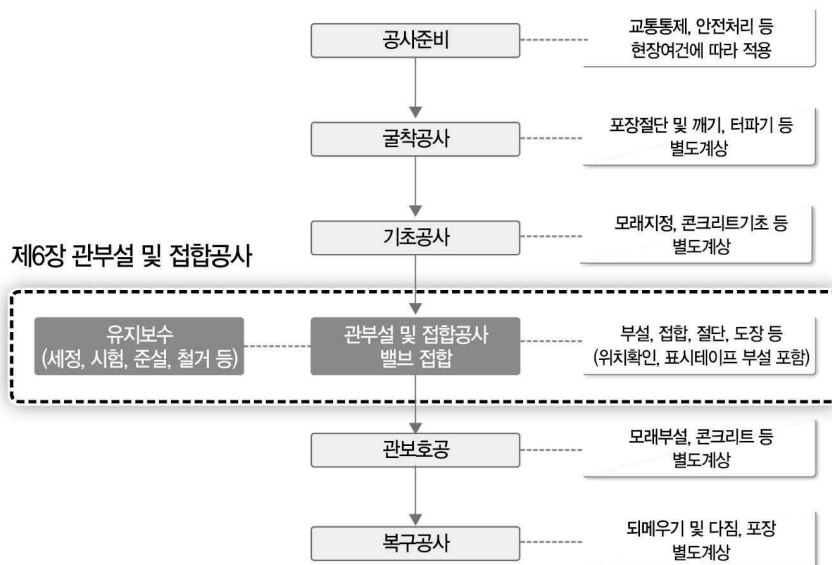 공사준비
교통통제, 안전처리 등
현장여건에 따라 적용
굴착공사
포장절단 및 깨기, 터파기 등
별도계상
기초공사
모래지정, 콘크리트기초 등
별도계상
제6장 관부설 및 접합공사
유지보수
(세정, 시험, 준설, 철거 등)
관부설 및 접합공사
밸브 접합
부설, 접합, 절단, 도장 등
(위치확인, 표시테이프 부설 포함)
관보호공
모래부설, 콘크리트 등
별도계상
복구공사
되메우기 및 다짐, 포장
별도계상